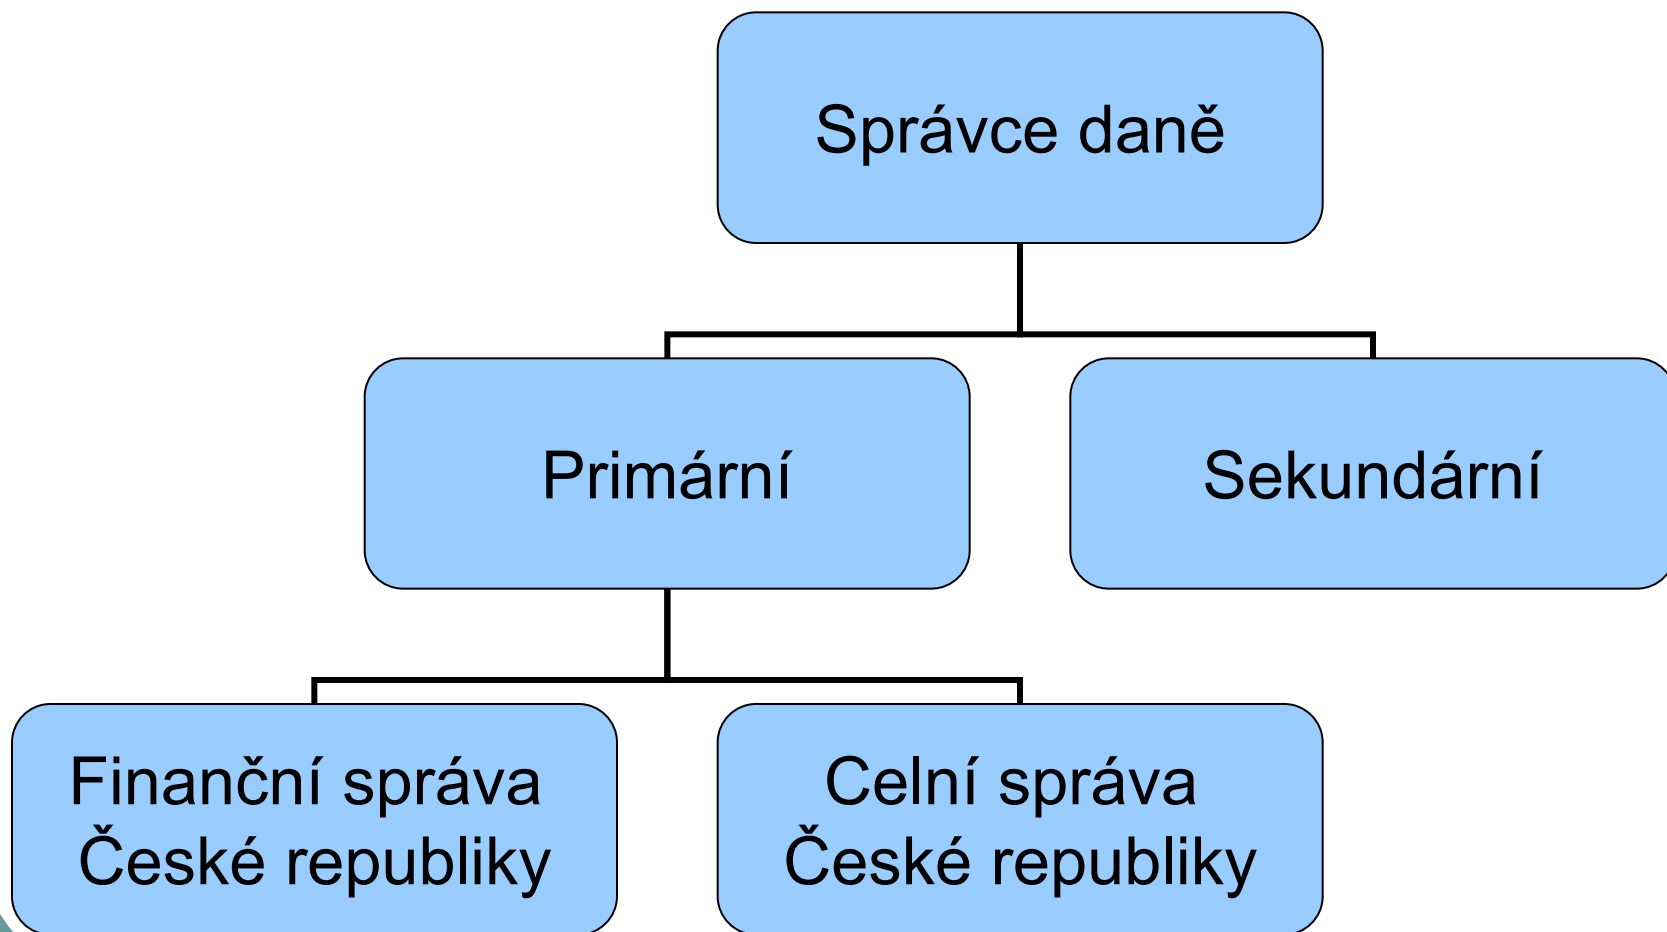 Správce daně
Primární
Sekundární
Finanční správa
České republiky
Celní správa
České republiky